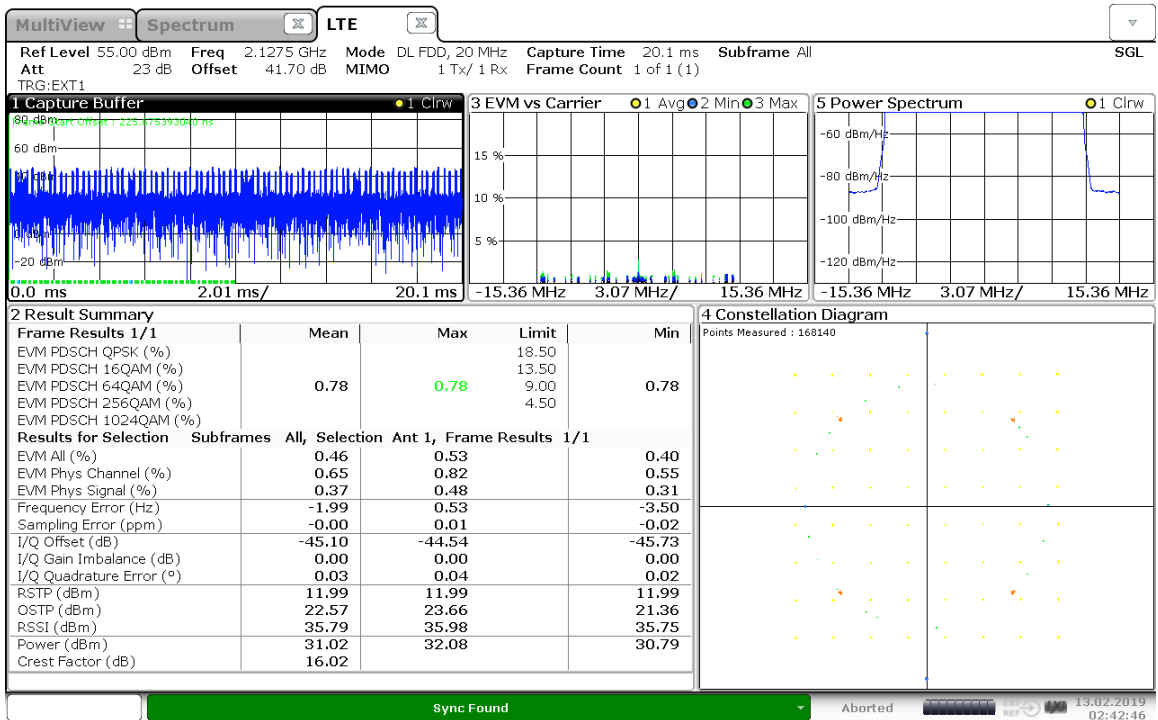 MultiView Spectrum LTE
Ref Level 55.00 dBm Freq 2.1275 GHz Mode DL FDD, 20 MHz Capture Time 20.1 ms Subframe All SGL
Att 23 dB Offset 41.70 dB MIMO 1 Tx/ 1 Rx Frame Count 1 of 1 (1)
TRG:EXT1
1 Capture Buffer 1 Clrw
80 dBm
Frame Start Offset : 225.675393040 ns
60 dBm
-20 dBm
0.0 ms 2.01 ms/ 20.1 ms
3 EVM vs Carrier 1 Avg 2 Min 3 Max
15 %
10 %
5 %
-15.36 MHz 3.07 MHz/ 15.36 MHz
5 Power Spectrum 1 Clrw
-60 dBm/Hz
-80 dBm/Hz
-100 dBm/Hz
-120 dBm/Hz
-15.36 MHz 3.07 MHz/ 15.36 MHz
2 Result Summary
Frame Results 1/1 Mean Max Limit Min
EVM PDSCH QPSK (%) 18.50
EVM PDSCH 16QAM (%) 13.50
EVM PDSCH 64QAM (%) 0.78 0.78 9.00 0.78
EVM PDSCH 256QAM (%) 4.50
EVM PDSCH 1024QAM (%)
Results for Selection Subframes All, Selection Ant 1, Frame Results 1/1
EVM All (%) 0.46 0.53 0.40
EVM Phys Channel (%) 0.65 0.82 0.55
EVM Phys Signal (%) 0.37 0.48 0.31
Frequency Error (Hz) -1.99 0.53 -3.50
Sampling Error (ppm) -0.00 0.01 -0.02
I/Q Offset (dB) -45.10 -44.54 -45.73
I/Q Gain Imbalance (dB) 0.00 0.00 0.00
I/Q Quadrature Error (°) 0.03 0.04 0.02
RSTP (dBm) 11.99 11.99 11.99
OSTP (dBm) 22.57 23.66 21.36
RSSI (dBm) 35.79 35.98 35.75
Power (dBm) 31.02 32.08 30.79
Crest Factor (dB) 16.02
4 Constellation Diagram
Points Measured : 168140
Sync Found
Aborted
EXT
REF
13.02.2019
02:42:46